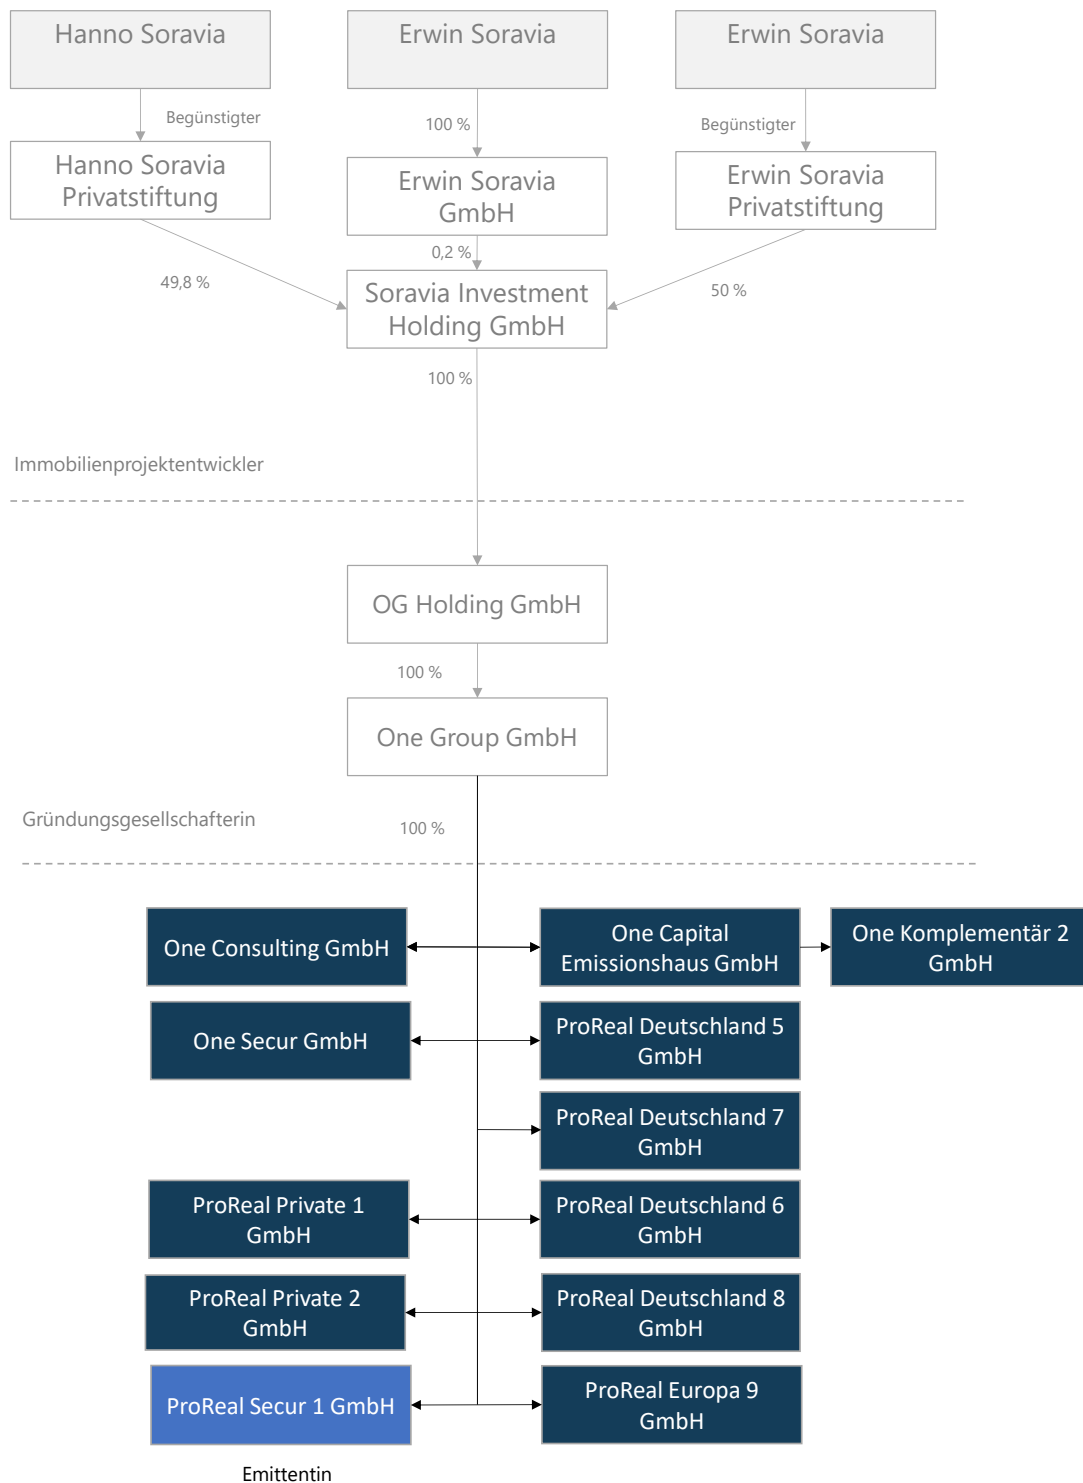 Hanno Soravia
Erwin Soravia
Erwin Soravia
Begünstigter
100 %
Begünstigter
Hanno Soravia
Privatstiftung
Erwin Soravia
GmbH
Erwin Soravia
Privatstiftung
49,8 %
0,2 %
50 %
Soravia Investment
Holding GmbH
100 %
Immobilienprojektentwickler
OG Holding GmbH
100 %
One Group GmbH
Gründungsgesellschafterin
100 %
One Consulting GmbH
One Capital
Emissionshaus GmbH
One Komplementär 2
GmbH
One Secur GmbH
ProReal Deutschland 5
GmbH
ProReal Deutschland 7
GmbH
ProReal Private 1
GmbH
ProReal Deutschland 6
GmbH
ProReal Private 2
GmbH
ProReal Deutschland 8
GmbH
ProReal Secur 1 GmbH
ProReal Europa 9
GmbH
Emittentin